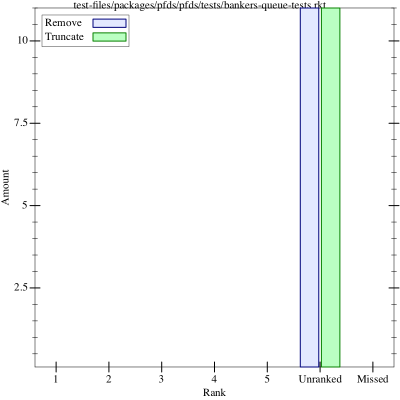 test-files/packages/pfds/pfds/tests/bankers-queue-tests.rkt
Remove
Truncate
10
7.5
5
2.5
Amount
1 2 3 4 5 Unranked Missed
Rank